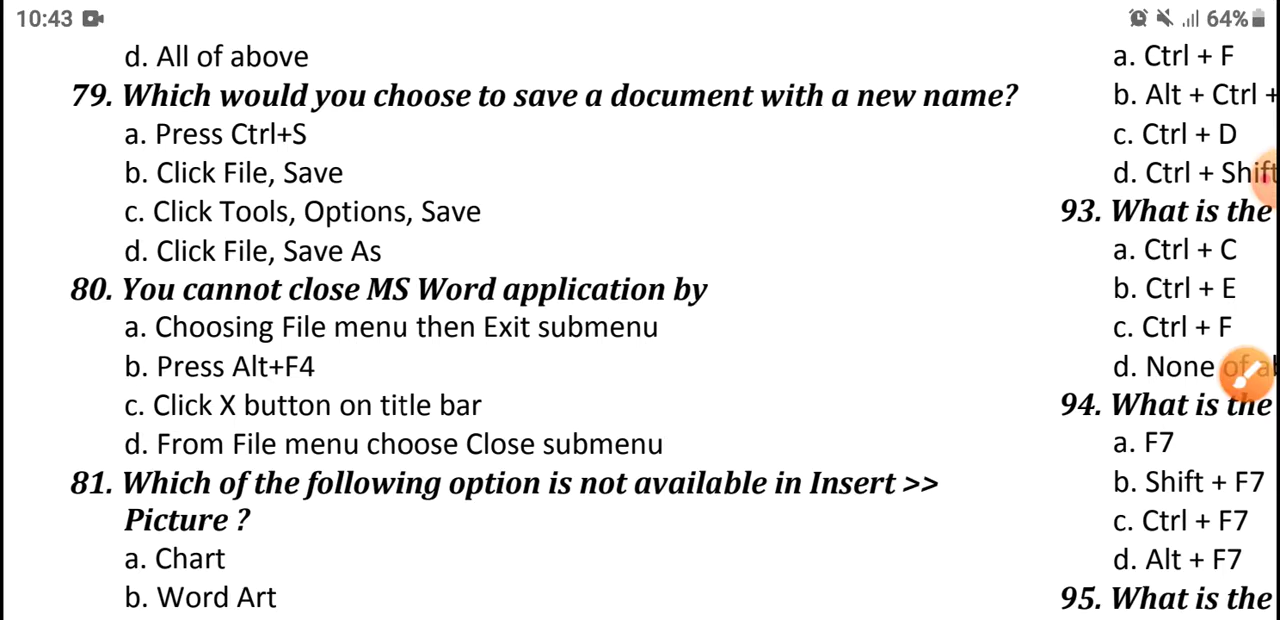 10:43
64%
d. All of above
79. Which would you choose to save a document with a new name?
a. Press Ctrl+S
b. Click File, Save
c. Click Tools, Options, Save
d. Click File, Save As
80. You cannot close MS Word application by
a. Choosing File menu then Exit submenu
b. Press Alt+F4
c. Click X button on title bar
d. From File menu choose Close submenu
81. Which of the following option is not available in Insert >>
Picture ?
a. Chart
b. Word Art
a. Ctrl + F
b. Alt + Ctrl +
c. Ctrl + D
d. Ctrl + Shift
93. What is the
a. Ctrl + C
b. Ctrl + E
c. Ctrl + F
d. None of
94. What is the
a. F7
b. Shift + F7
c. Ctrl + F7
d. Alt + F7
95. What is the